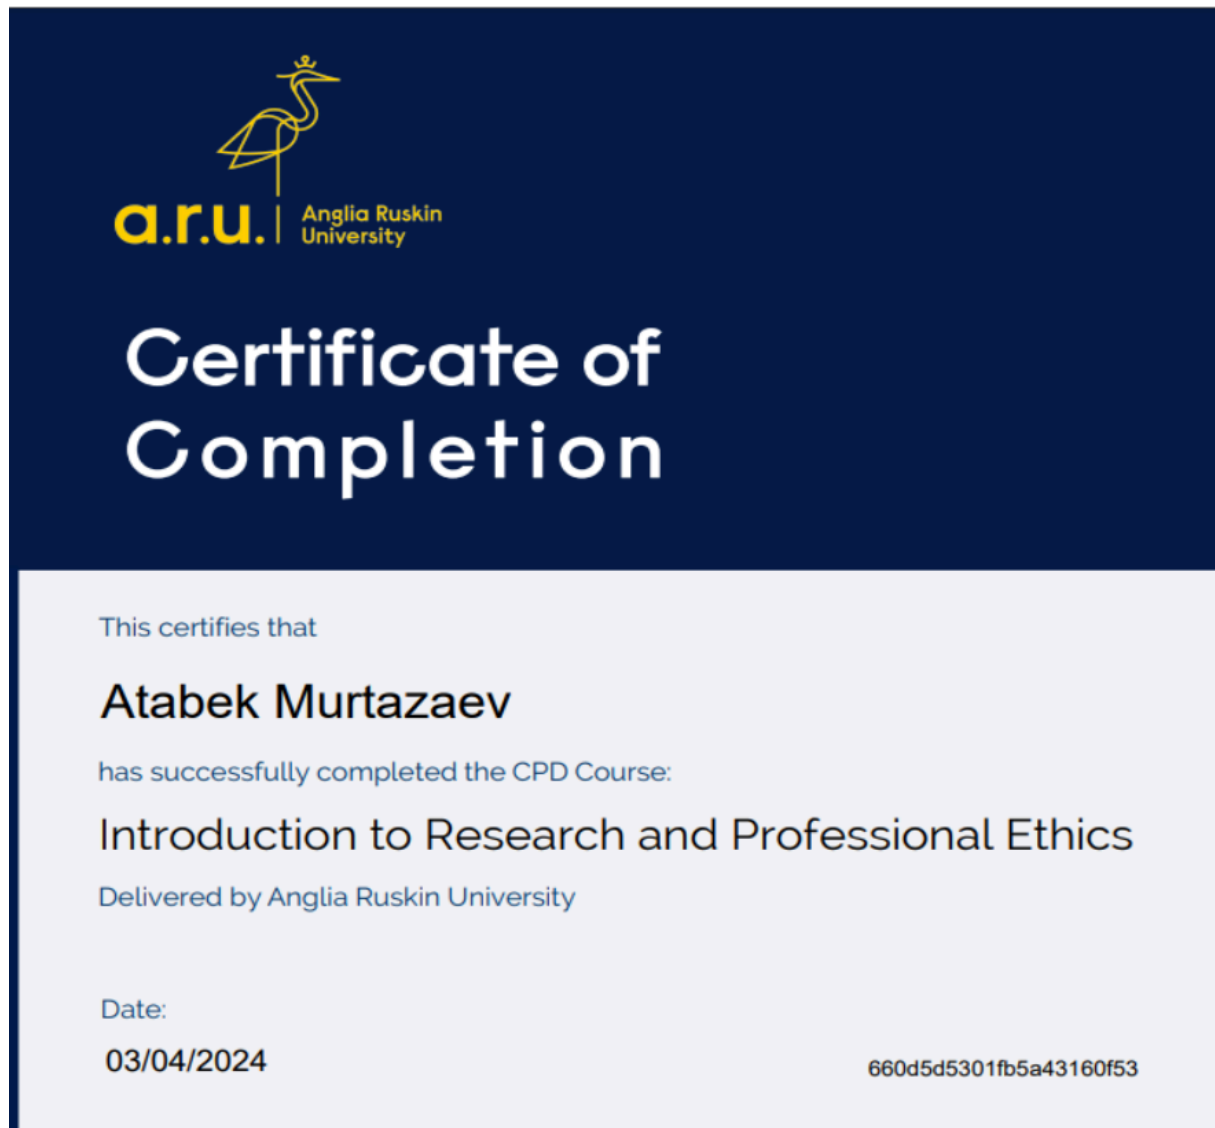 a.r.u.
Anglia Ruskin
University
Certificate of
Completion
This certifies that
Atabek Murtazaev
has successfully completed the CPD Course:
Introduction to Research and Professional Ethics
Delivered by Anglia Ruskin University
Date:
03/04/2024
660d5d5301fb5a43160f53